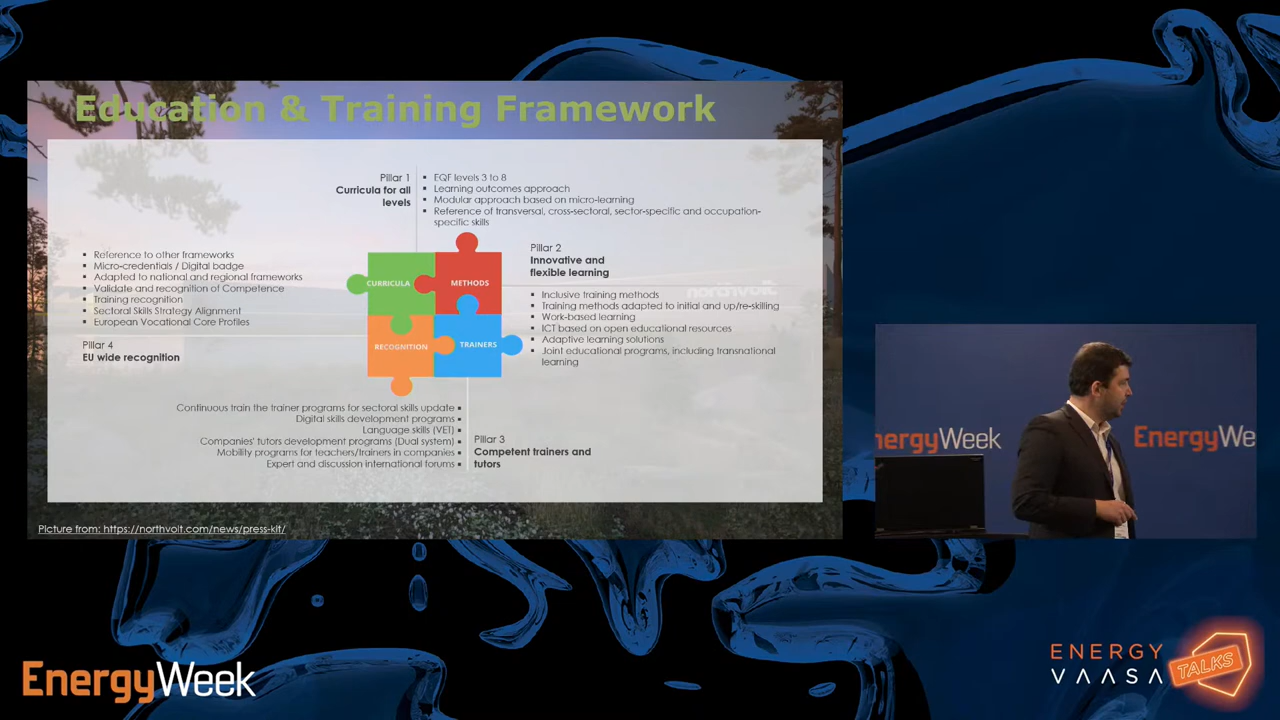 Education & Training Framework
Pillar 1
Curricula for all
levels
▪ EQF levels 3 to 8
▪ Learning outcomes approach
▪ Modular approach based on micro-learning
▪ Reference of transversal, cross-sectoral, sector-specific and occupation-
specific skills
Pillar 2
Innovative and
flexible learning
▪ Inclusive training methods
▪ Training methods adapted to initial and up/re-skilling
▪ Work-based learning
▪ ICT based on open educational resources
▪ Adaptive learning solutions
▪ Joint educational programs, including transnational
learning
▪ Reference to other frameworks
▪ Micro-credentials / Digital badge
▪ Adapted to national and regional frameworks
▪ Validate and recognition of Competence
▪ Training recognition
▪ Sectoral Skills Strategy Alignment
▪ European Vocational Core Profiles
Pillar 4
EU wide recognition
CURRICULA
METHODS
RECOGNITION
TRAINERS
northvolt
Continuous train the trainer programs for sectoral skills update ▪
Digital skills development programs ▪
Language skills (VET) ▪
Companies' tutors development programs (Dual system) ▪
Mobility programs for teachers/trainers in companies ▪
Expert and discussion international forums ▪
Pillar 3
Competent trainers and
tutors
Picture from: https://northvolt.com/news/press-kit/
nergyWeek
EnergyWe
EnergyWeek
ENERGY
VAASA
TALKS